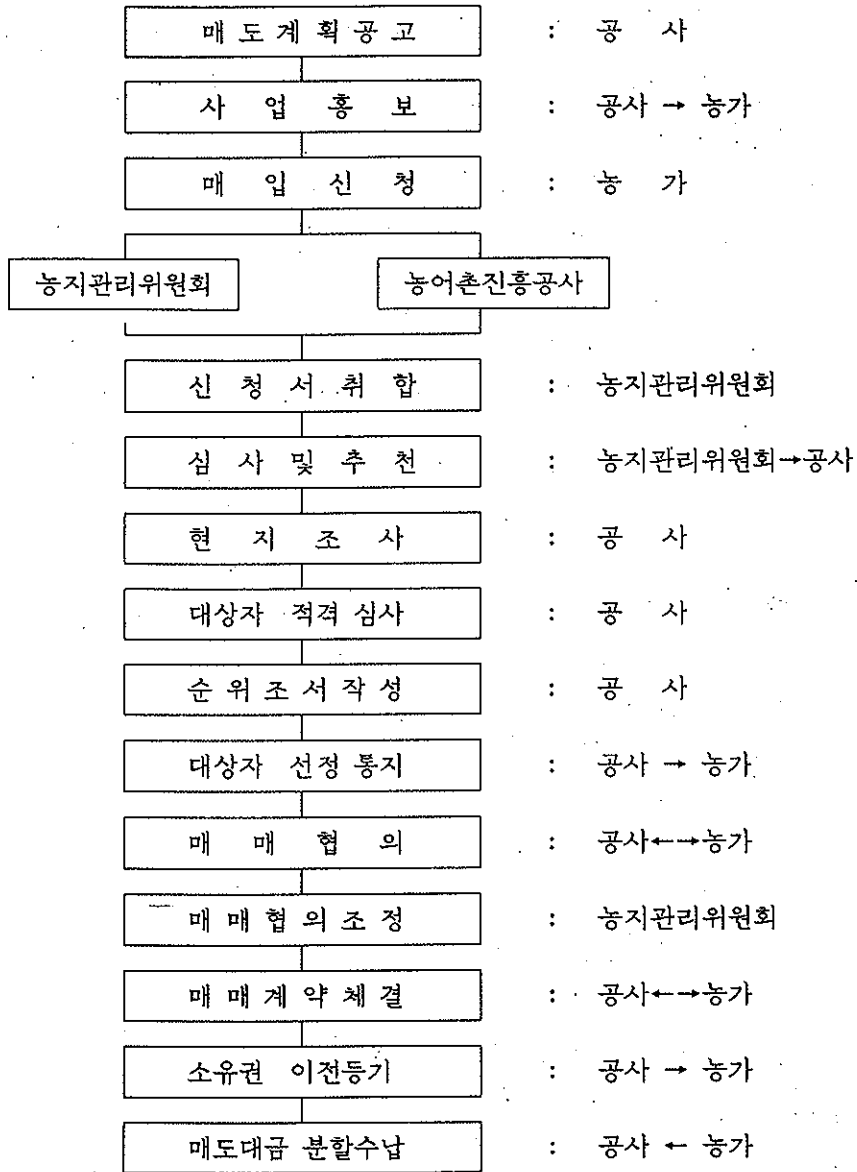 매 도 계 획 공 고 : 공 사
사 업 홍 보 : 공사 → 농가
매 입 신 청 : 농 가
농지관리위원회 농어촌진흥공사
신 청 서 취 합 : 농지관리위원회
심 사 및 추 천 : 농지관리위원회→공사
현 지 조 사 : 공 사
대상자 적격 심사 : 공 사
순 위 조 서 작 성 : 공 사
대상자 선정 통지 : 공사 → 농가
매 매 협 의 : 공사←→농가
매 매 협 의 조 정 : 농지관리위원회
매 매 계 약 체 결 : 공사←→농가
소유권 이전등기 : 공사 → 농가
매도대금 분할수납 : 공사 ← 농가